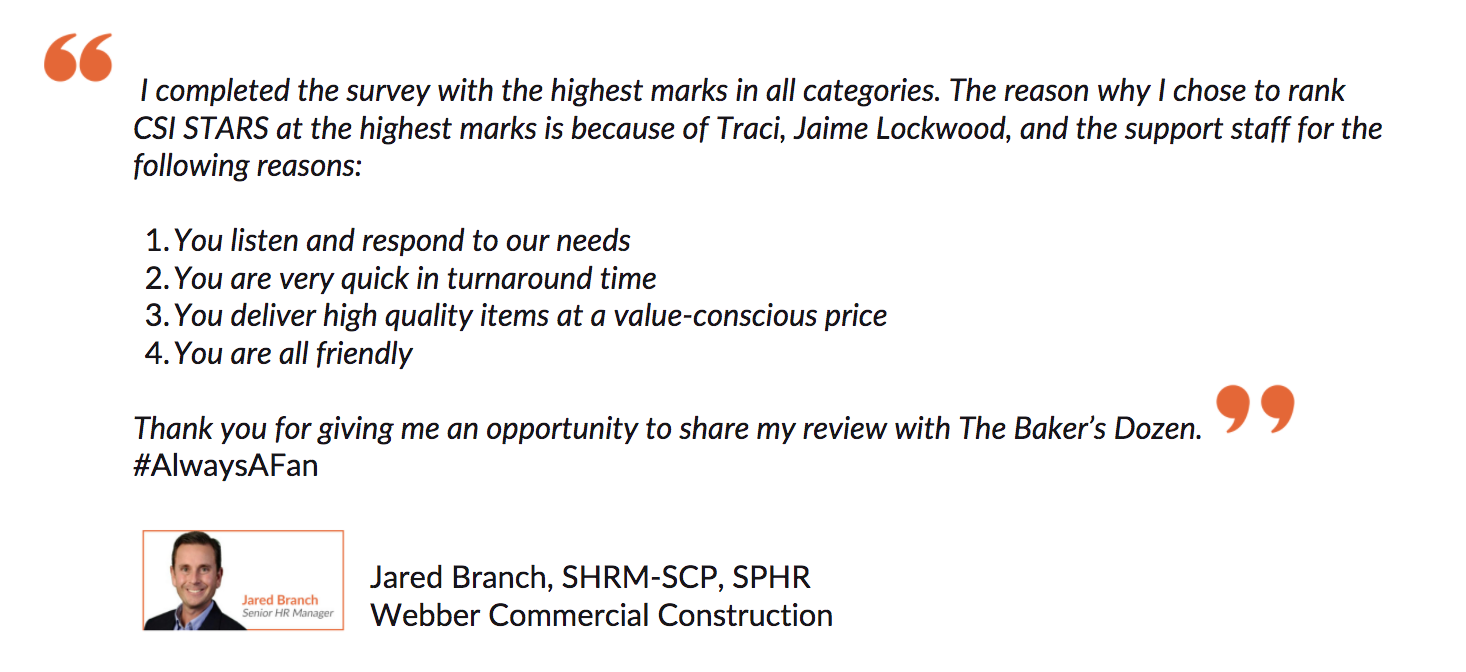 “
I completed the survey with the highest marks in all categories. The reason why I chose to rank
CSI STARS at the highest marks is because of Traci, Jaime Lockwood, and the support staff for the
following reasons:
1. You listen and respond to our needs
2. You are very quick in turnaround time
3. You deliver high quality items at a value-conscious price
4. You are all friendly
Thank you for giving me an opportunity to share my review with The Baker’s Dozen. ”
#AlwaysAFan
Jared Branch
Senior HR Manager
Jared Branch, SHRM-SCP, SPHR
Webber Commercial Construction